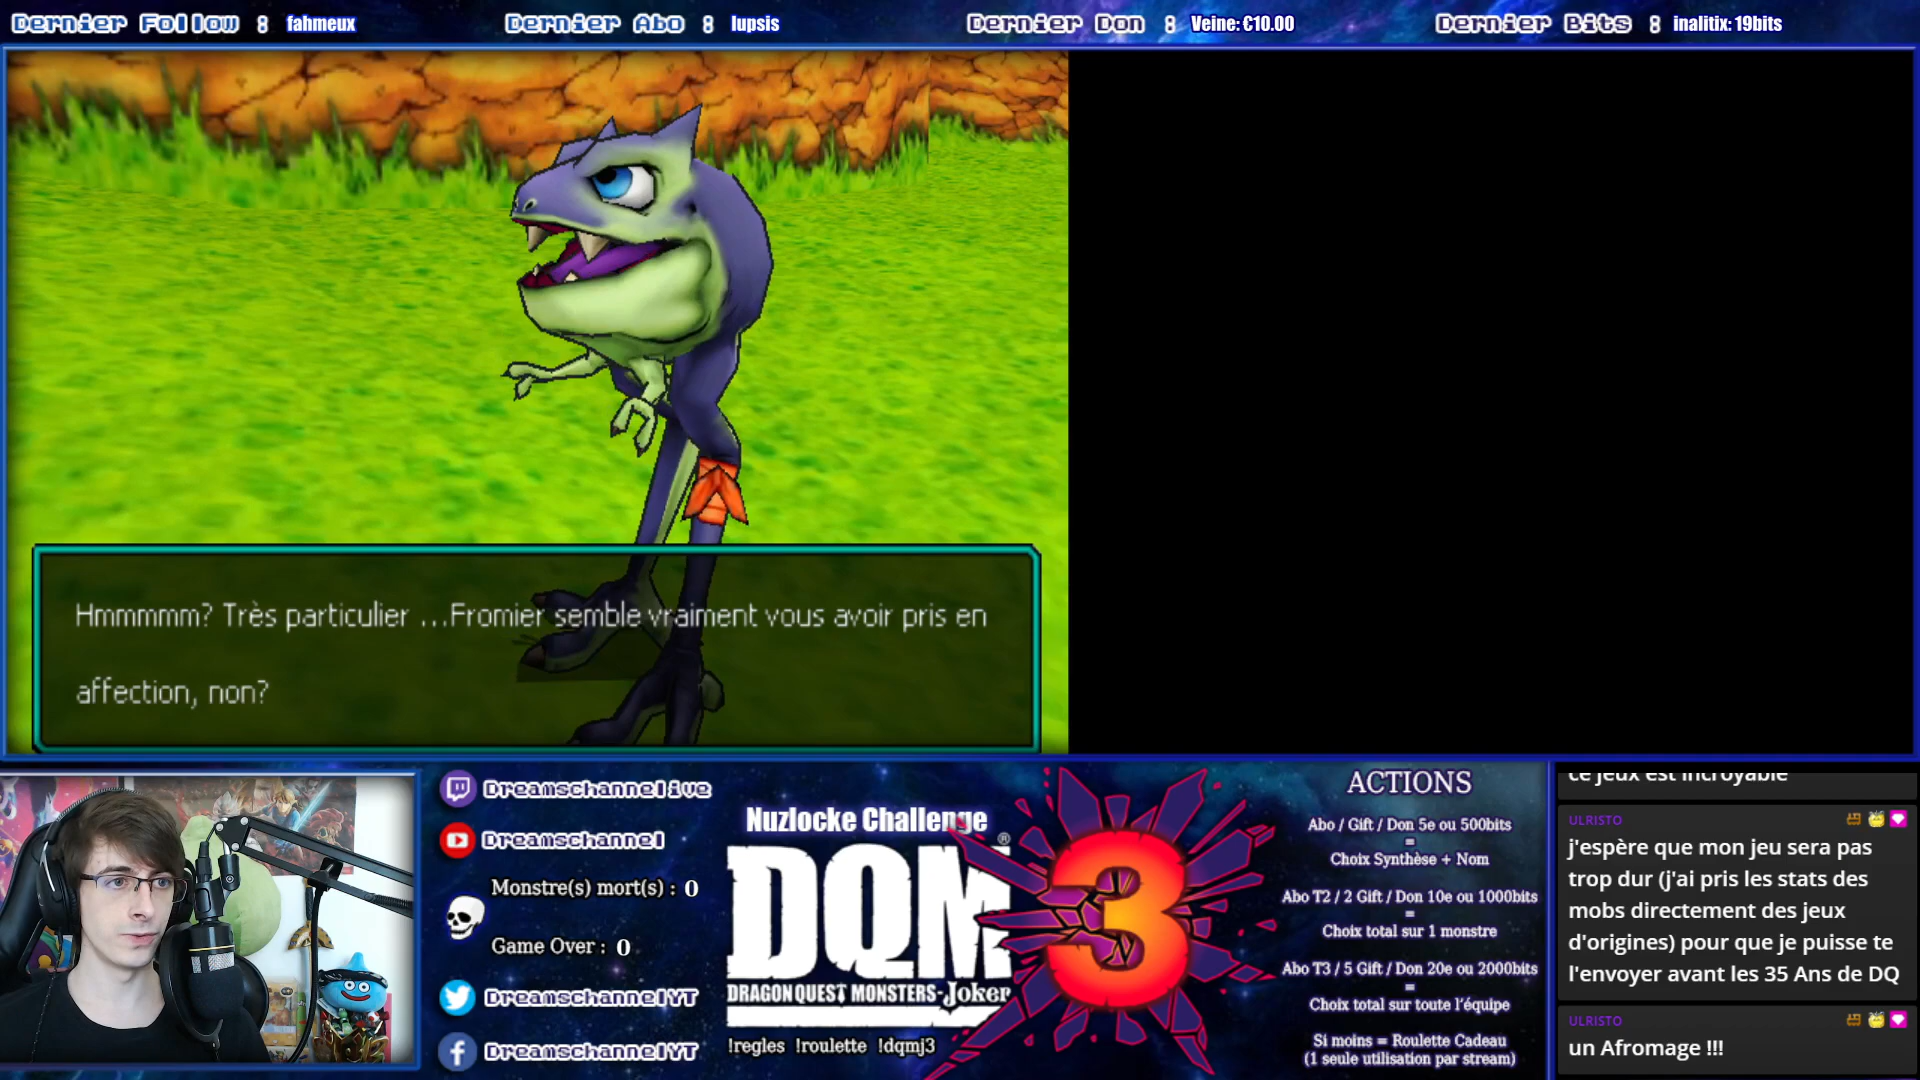 Dernier Follow : fahmeux
Dernier Abo : lupsis
Dernier Don : Veine: €10.00
Dernier Bits : inalitix: 19bits
Hmmmmm? Très particulier ...Fromier semble vraiment vous avoir pris en
affection, non?
Dreamschannelive
Dreamschannel
Monstre(s) mort(s) : 0
Game Over : 0
DreamschannelYT
DreamschannelYT
Nuzlocke Challenge
DQM
®
3
DRAGON QUEST MONSTERS-Joker
!regles !roulette !dqmj3
ACTIONS
Abo / Gift / Don 5e ou 500bits
=
Choix Synthèse + Nom
Abo T2 / 2 Gift / Don 10e ou 1000bits
=
Choix total sur 1 monstre
Abo T3 / 5 Gift / Don 20e ou 2000bits
=
Choix total sur toute l'équipe
Si moins = Roulette Cadeau
(1 seule utilisation par stream)
ce jeux est incroyable
ULRISTO
j'espère que mon jeu sera pas
trop dur (j'ai pris les stats des
mobs directement des jeux
d'origines) pour que je puisse te
l'envoyer avant les 35 Ans de DQ
ULRISTO
un Afromage !!!